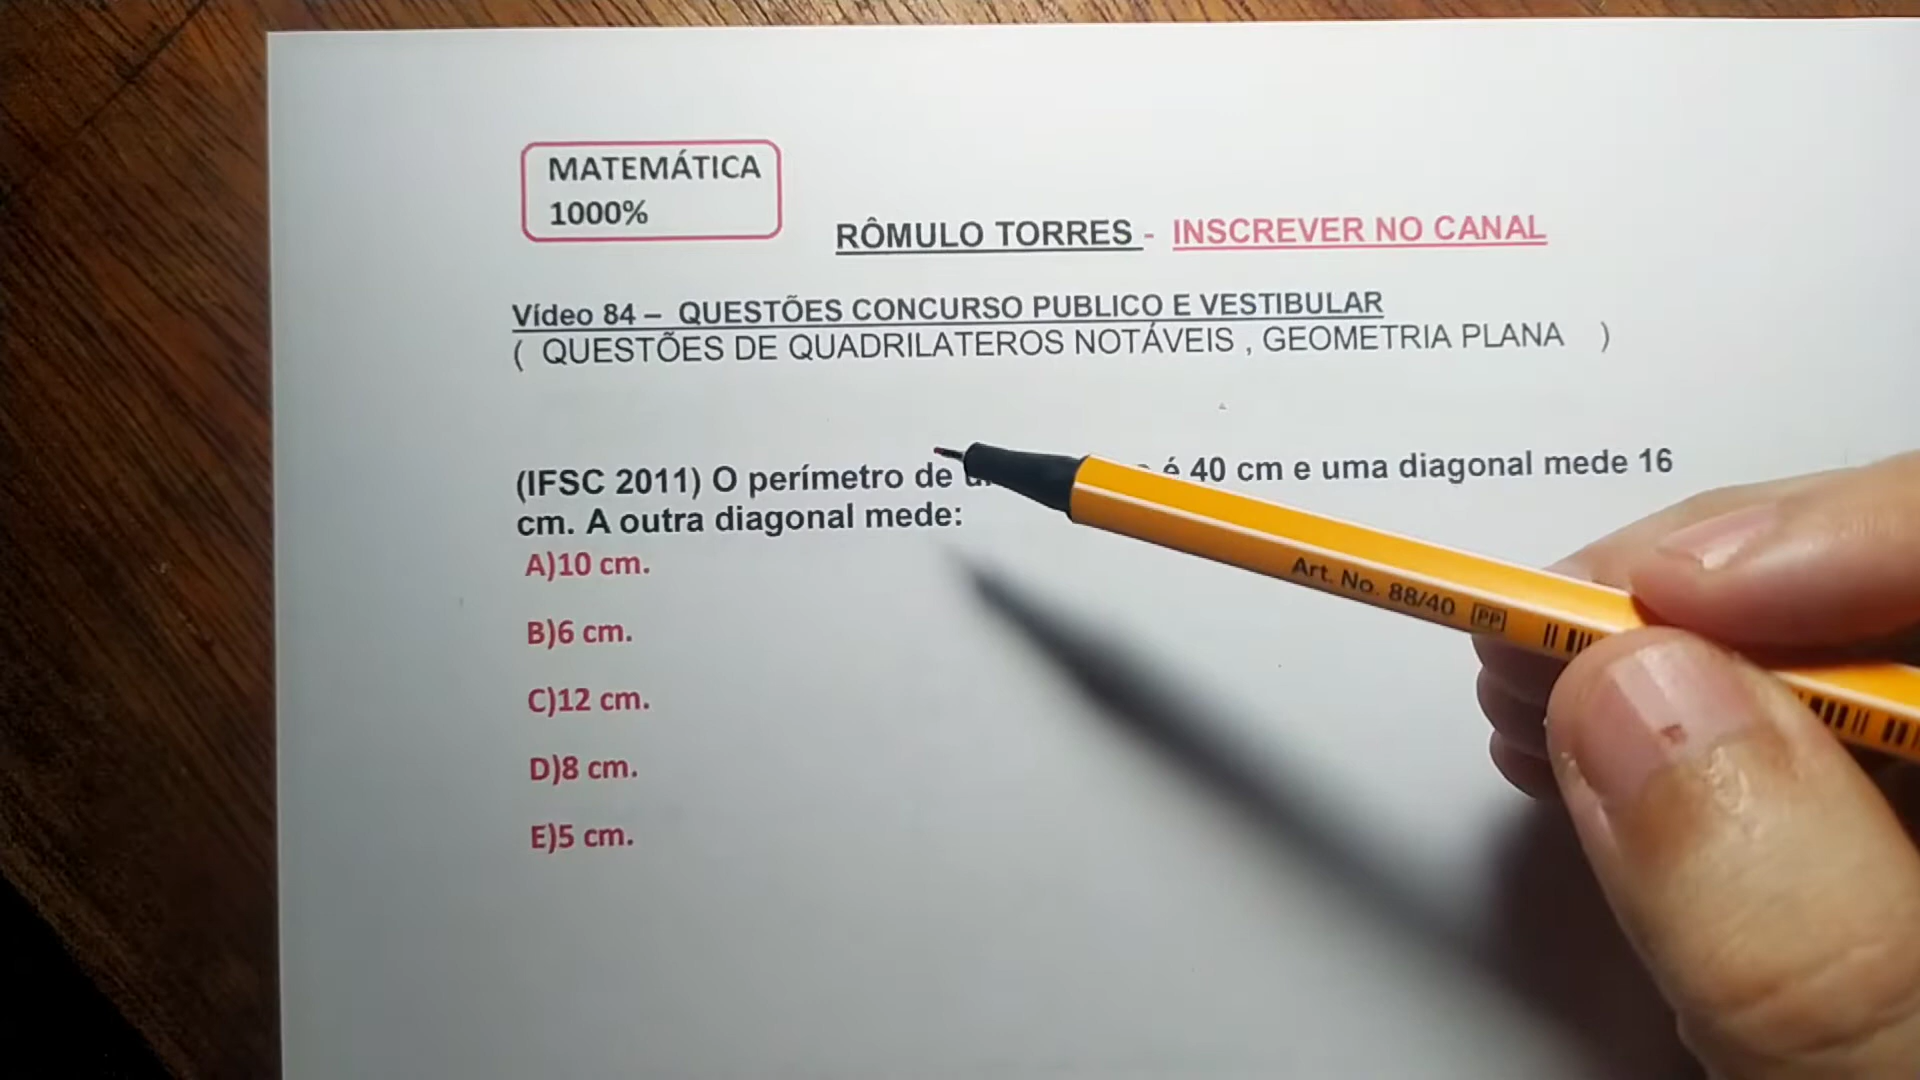 MATEMÁTICA
1000%
RÔMULO TORRES - INSCREVER NO CANAL
Vídeo 84 – QUESTÕES CONCURSO PUBLICO E VESTIBULAR
( QUESTÕES DE QUADRILATEROS NOTÁVEIS , GEOMETRIA PLANA )
(IFSC 2011) O perímetro de é 40 cm e uma diagonal mede 16
cm. A outra diagonal mede:
A)10 cm.
B)6 cm.
C)12 cm.
D)8 cm.
E)5 cm.
Art. No. 88/40 PP